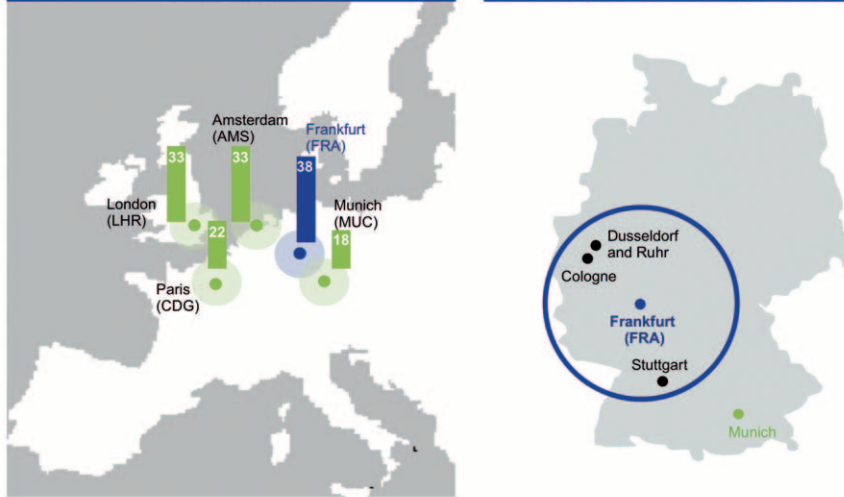 Amsterdam
(AMS)
Frankfurt
(FRA)
33
33
38
London
(LHR)
22
Munich
(MUC)
18
Paris
(CDG)
Dusseldorf
and Ruhr
Cologne
Frankfurt
(FRA)
Stuttgart
Munich